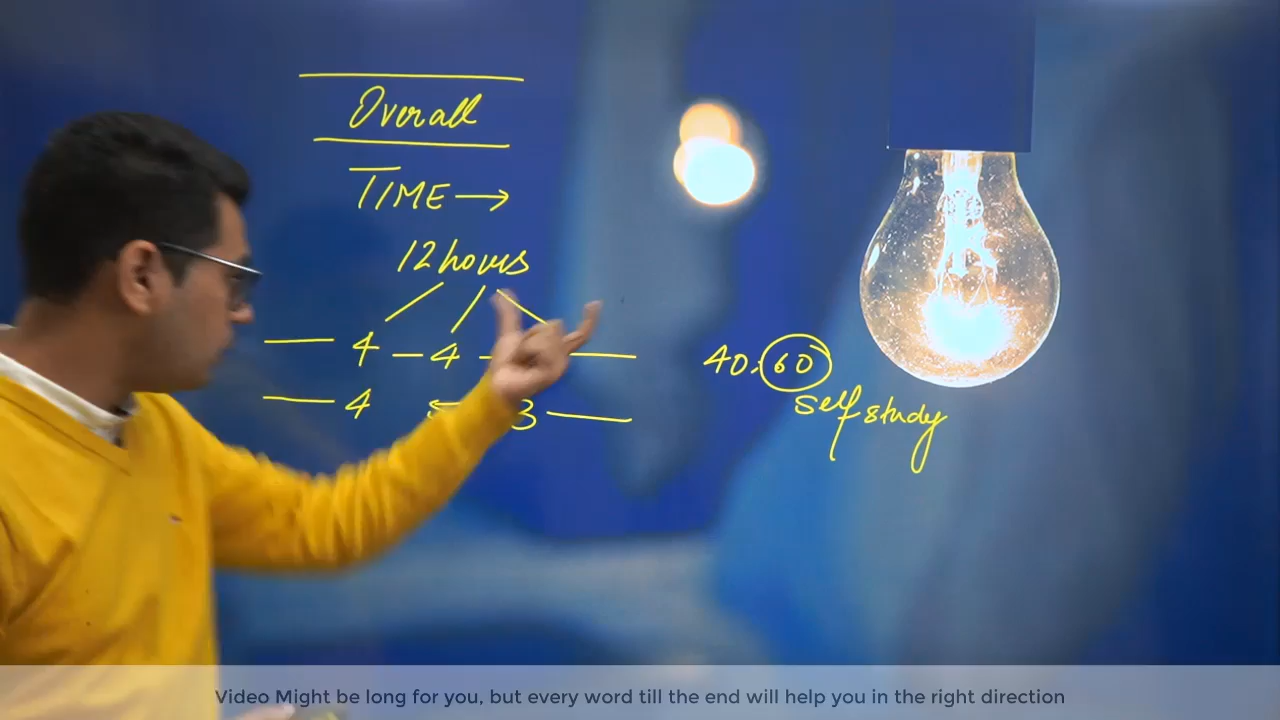 Overall
TIME →
12 hours
— 4 — 4 — —
— 4 3 —
40:60
self study
Video Might be long for you, but every word till the end will help you in the right direction